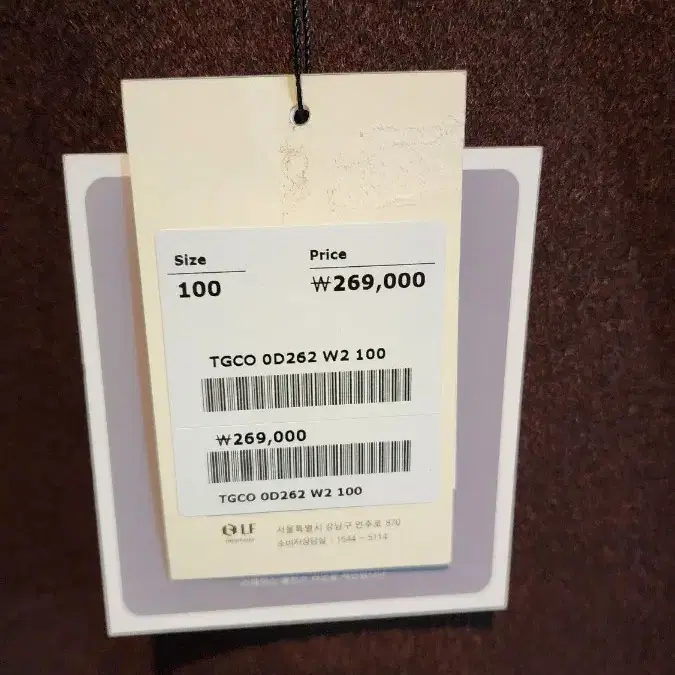 Size
Price
100
₩269,000
TGCO 0D262 W2 100
₩269,000
TGCO 0D262 W2 100
LF
서울특별시 강남구 언주로 870
소비자상담실 : 1544 - 5114